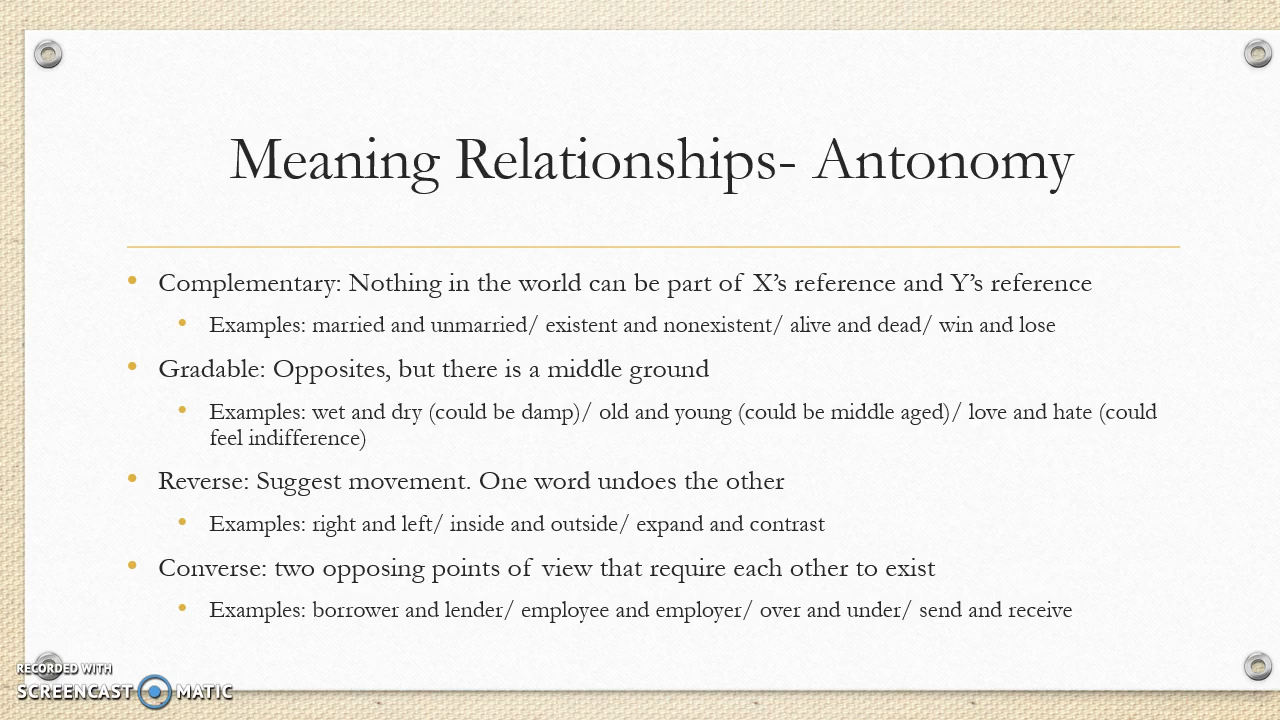 Meaning Relationships- Antonomy
• Complementary: Nothing in the world can be part of X’s reference and Y’s reference
• Examples: married and unmarried/ existent and nonexistent/ alive and dead/ win and lose
• Gradable: Opposites, but there is a middle ground
• Examples: wet and dry (could be damp)/ old and young (could be middle aged)/ love and hate (could
feel indifference)
• Reverse: Suggest movement. One word undoes the other
• Examples: right and left/ inside and outside/ expand and contrast
• Converse: two opposing points of view that require each other to exist
• Examples: borrower and lender/ employee and employer/ over and under/ send and receive
RECORDED WITH
SCREENCAST MATIC